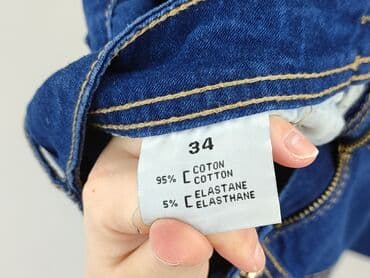 34
95% [ COTON
COTTON
5% [ ELASTANE
ELASTHANE